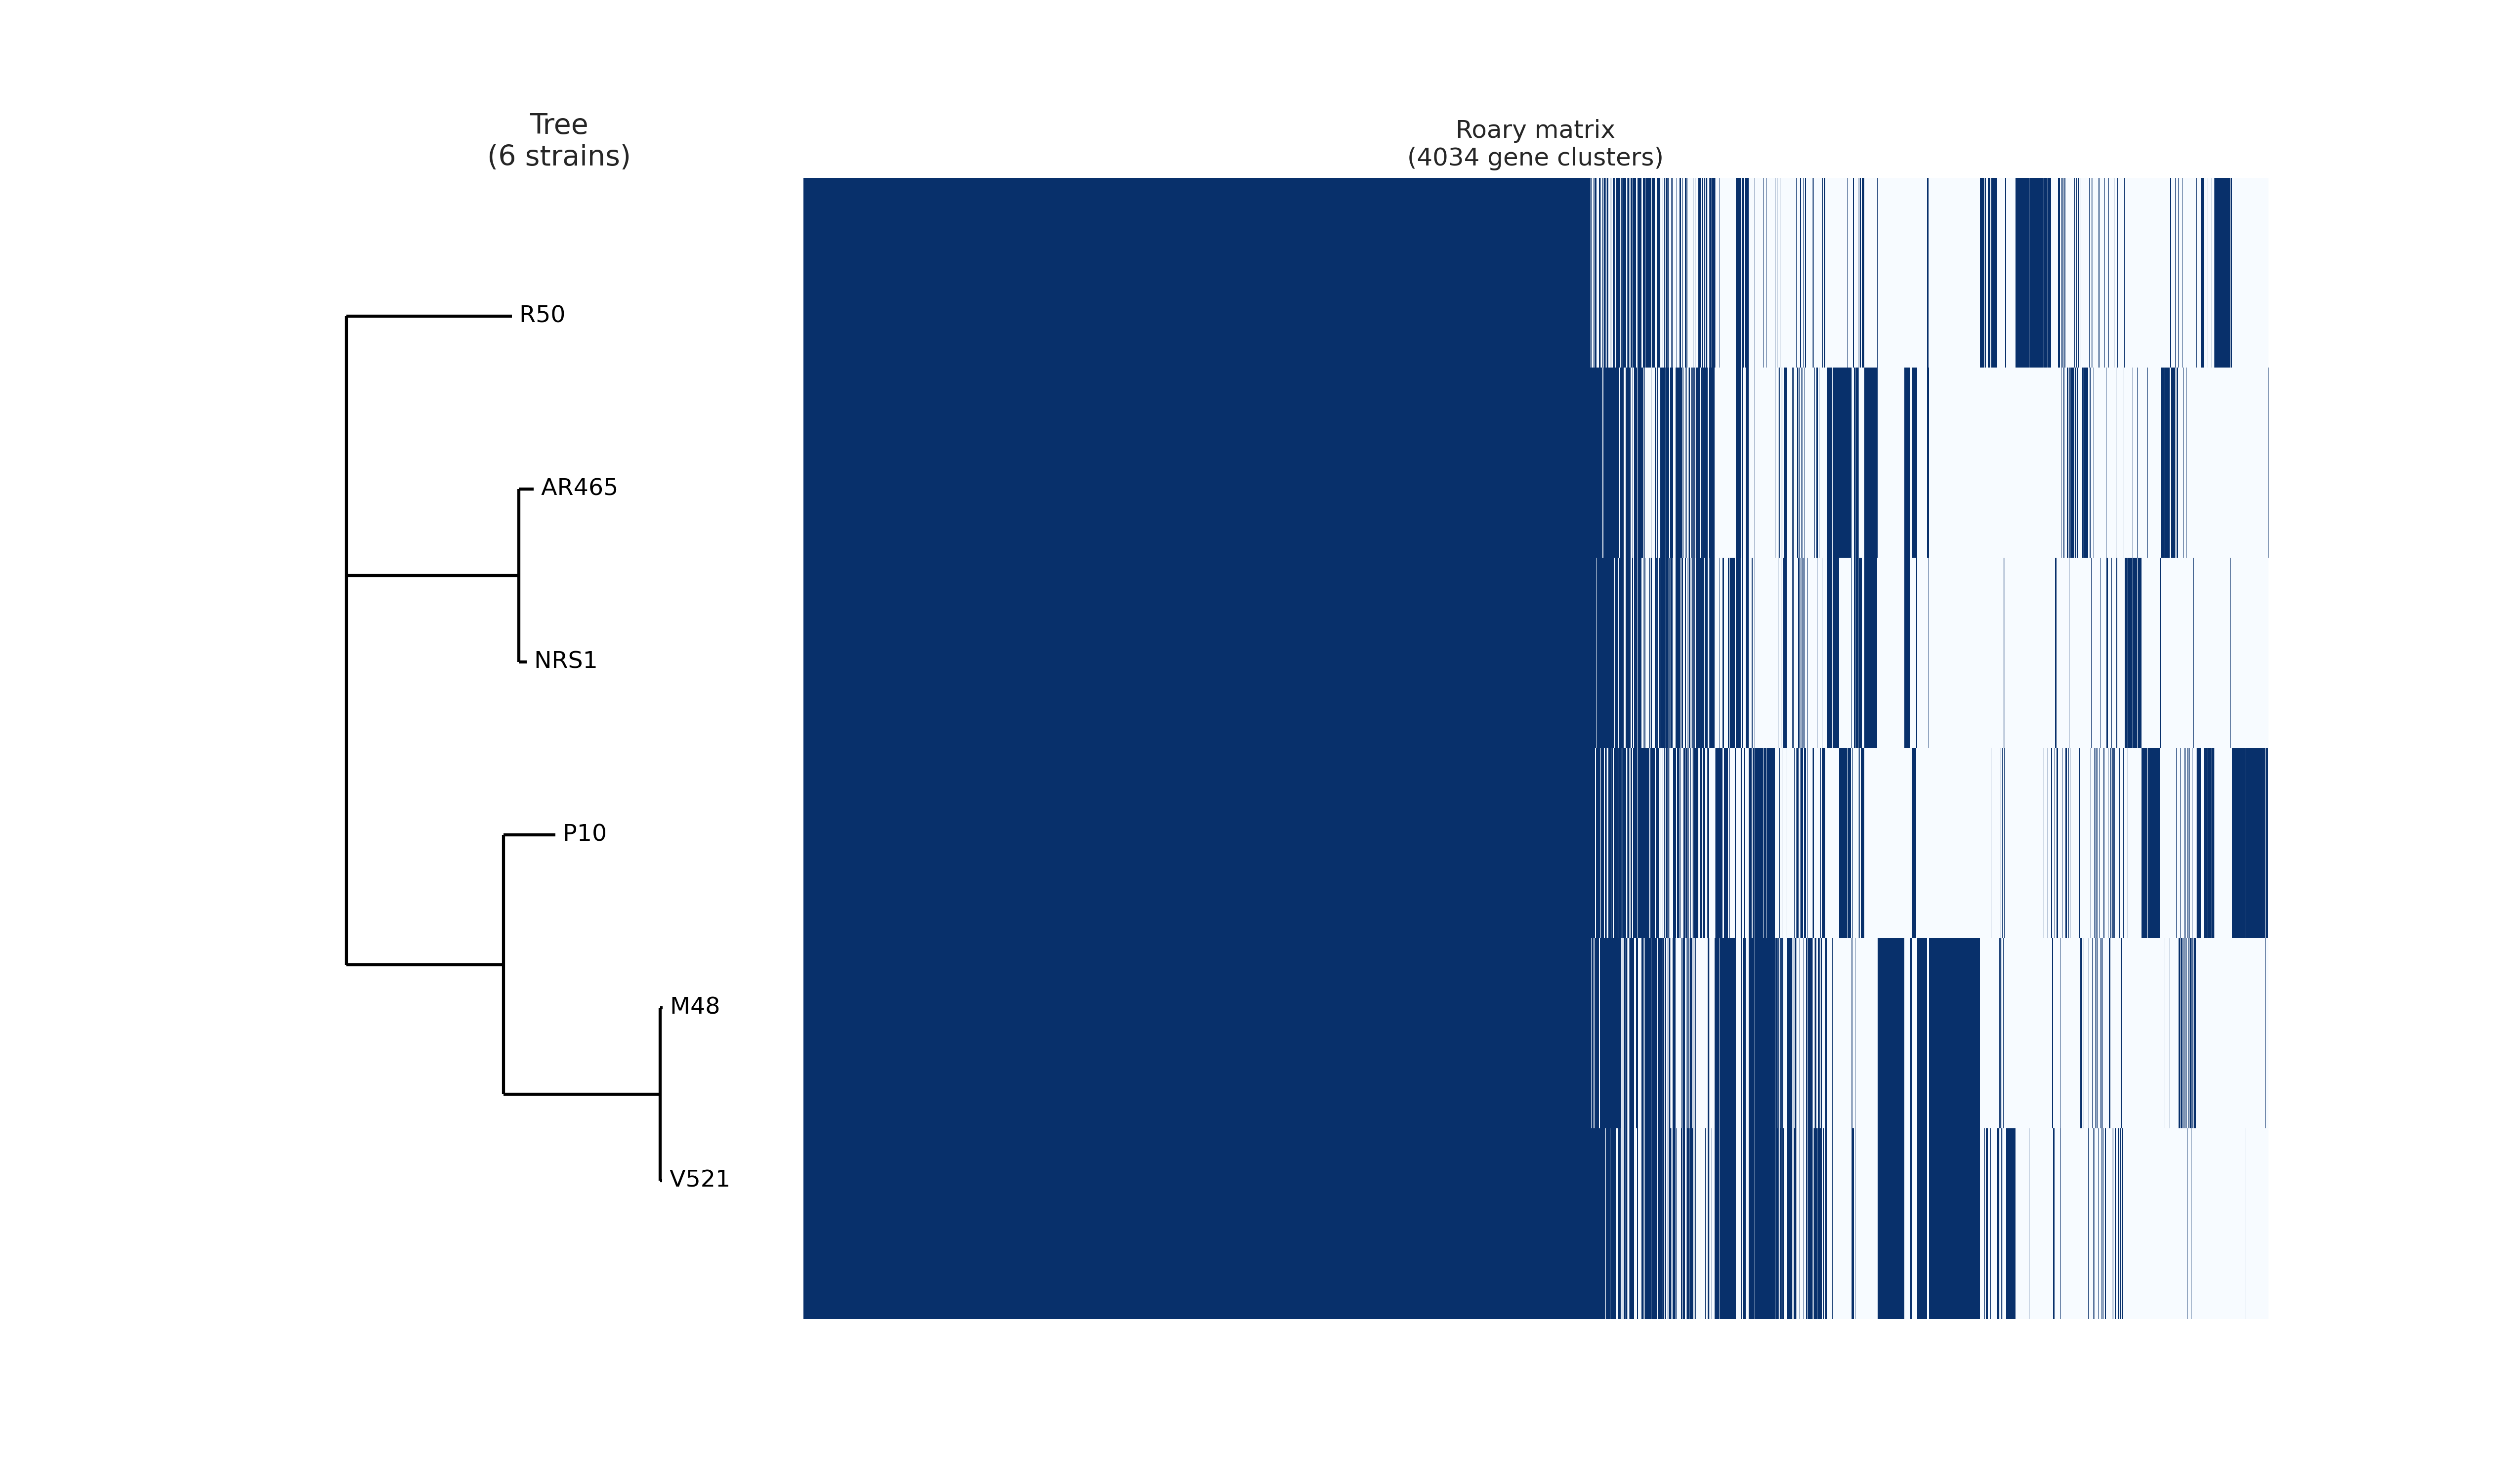 Tree
(6 strains)
Roary matrix
(4034 gene clusters)
R50
AR465
NRS1
P10
M48
V521